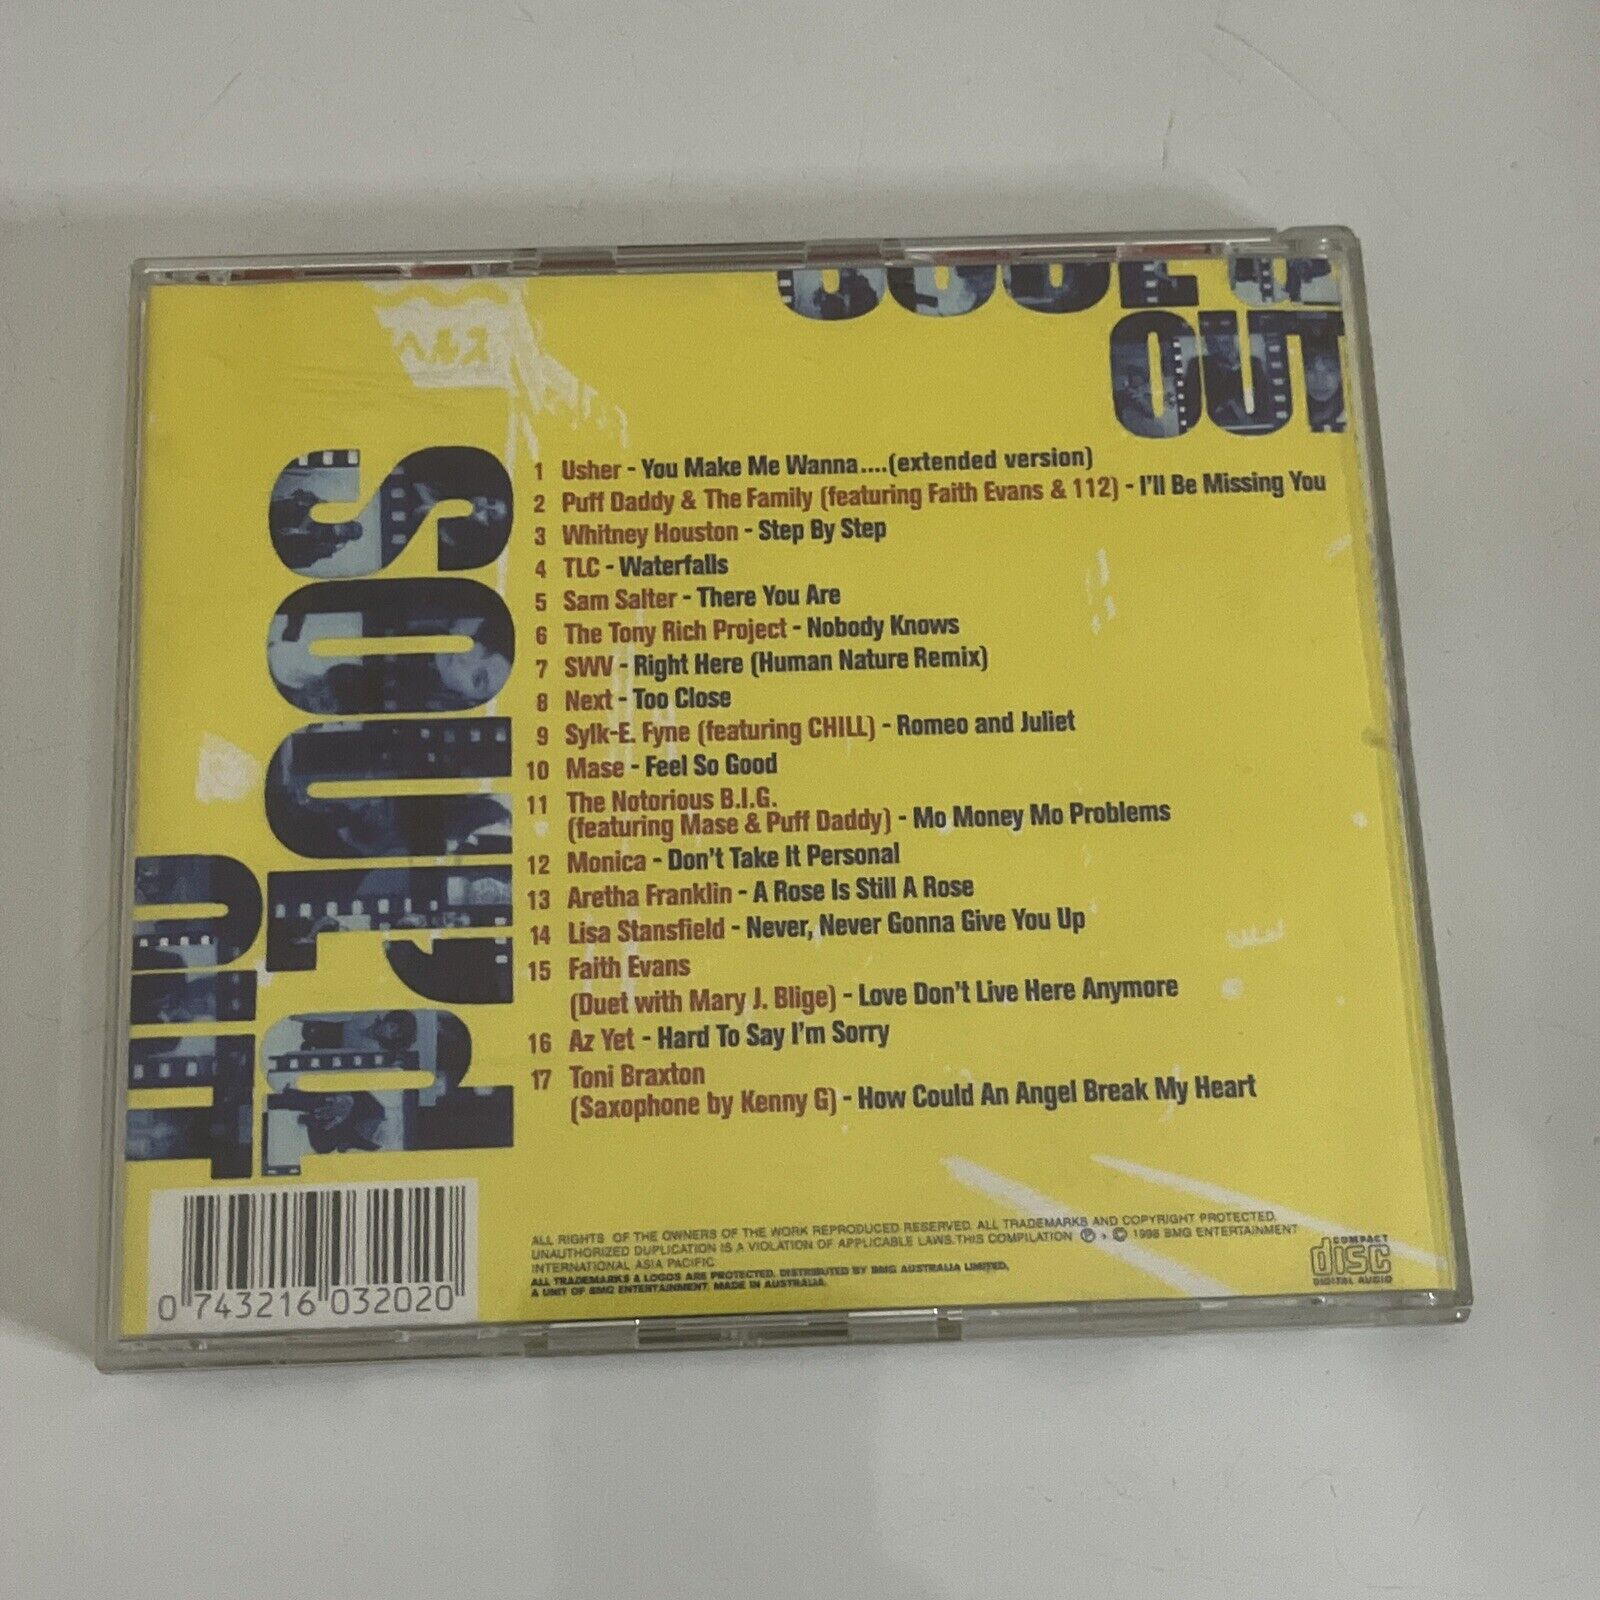 SOUL'D
OUT
SOUL'D
OUT
ヘルス
1 Usher - You Make Me Wanna....(extended version)
2 Puff Daddy & The Family (featuring Faith Evans & 112) - I'll Be Missing You
3 Whitney Houston - Step By Step
4 TLC - Waterfalls
5 Sam Salter - There You Are
6 The Tony Rich Project - Nobody Knows
7 SWV - Right Here (Human Nature Remix)
8 Next - Too Close
9 Sylk-E. Fyne (featuring CHILL) - Romeo and Juliet
10 Mase - Feel So Good
11 The Notorious B.I.G.
(featuring Mase & Puff Daddy) - Mo Money Mo Problems
12 Monica - Don't Take It Personal
13 Aretha Franklin - A Rose Is Still A Rose
14 Lisa Stansfield - Never, Never Gonna Give You Up
15 Faith Evans
(Duet with Mary J. Blige) - Love Don't Live Here Anymore
16 Az Yet - Hard To Say I'm Sorry
17 Toni Braxton
(Saxophone by Kenny G) - How Could An Angel Break My Heart
ALL RIGHTS OF THE OWNERS OF THE WORK REPRODUCED RESERVED. ALL TRADEMARKS AND COPYRIGHT PROTECTED.
UNAUTHORIZED DUPLICATION IS A VIOLATION OF APPLICABLE LAWS. THIS COMPILATION ℗ + © 1998 BMG ENTERTAINMENT
INTERNATIONAL ASIA PACIFIC
ALL TRADEMARKS & LOGOS ARE PROTECTED. DISTRIBUTED BY BMG AUSTRALIA LIMITED,
A UNIT OF BMG ENTERTAINMENT. MADE IN AUSTRALIA.
COMPACT
disc
DIGITAL AUDIO
0 743216 032020